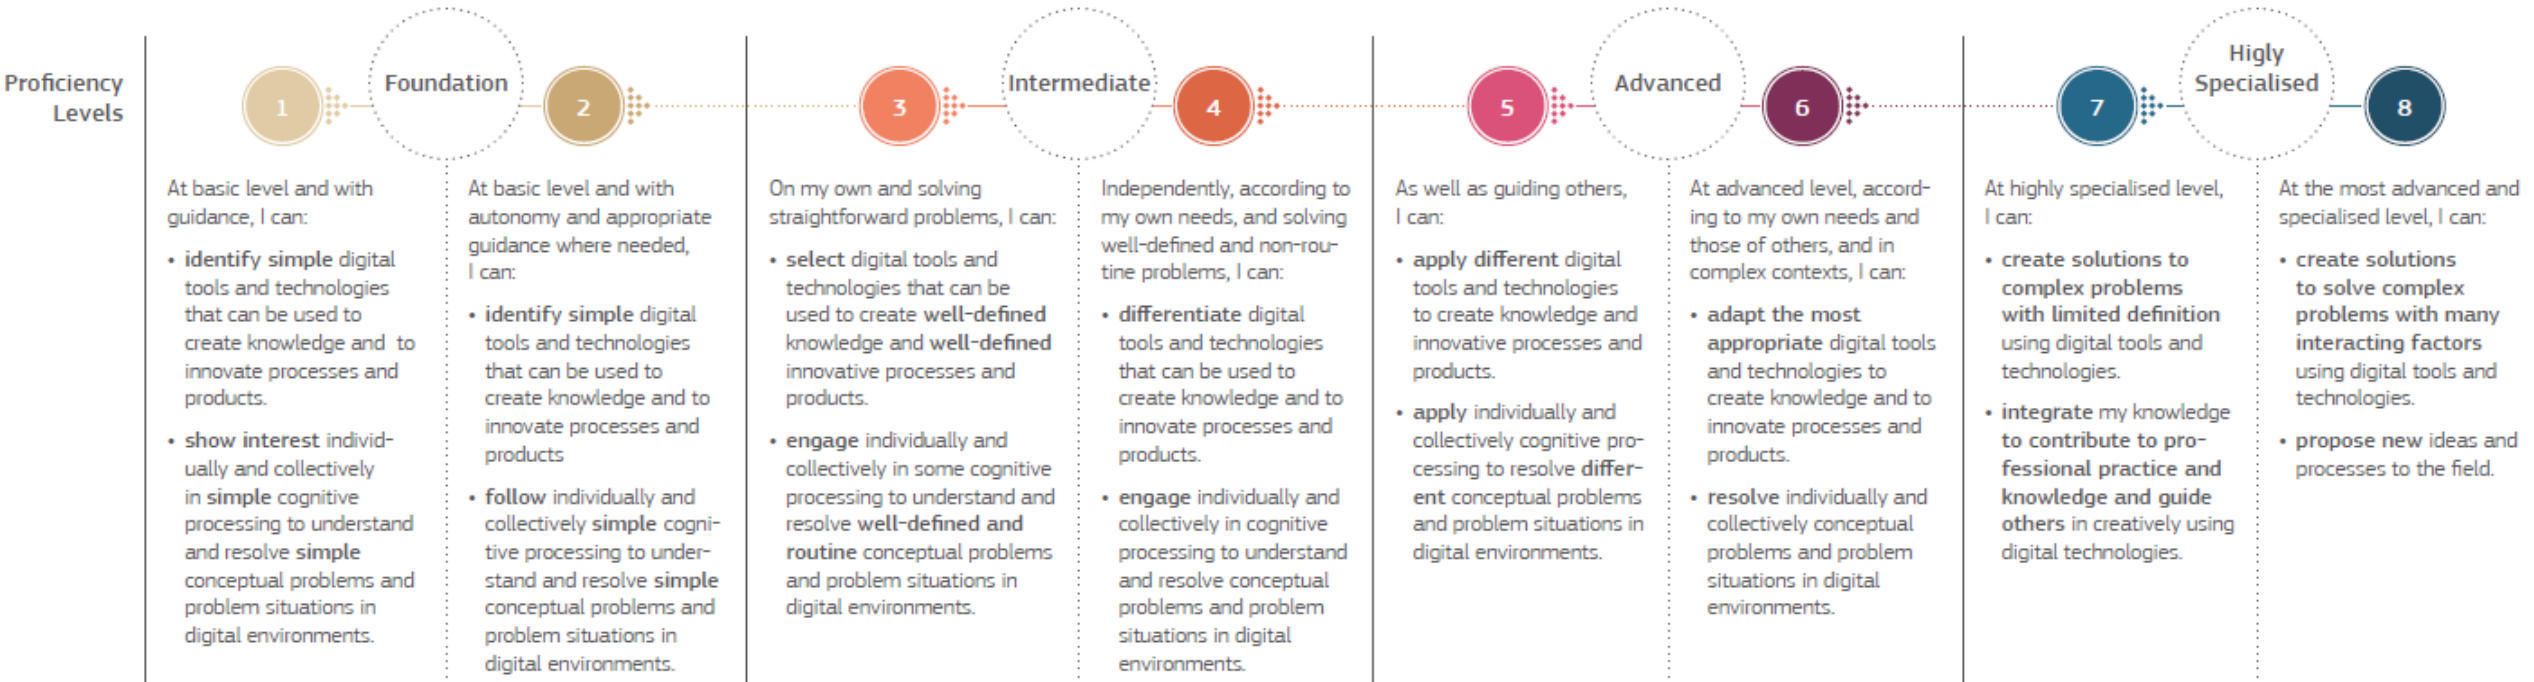 Proficiency
Levels
1
Foundation
2
3
Intermediate
4
5
Advanced
6
7
Higly
Specialised
8
At basic level and with
guidance, I can:
• identify simple digital
tools and technologies
that can be used to
create knowledge and to
innovate processes and
products.
• show interest individ-
ually and collectively
in simple cognitive
processing to understand
and resolve simple
conceptual problems and
problem situations in
digital environments.
At basic level and with
autonomy and appropriate
guidance where needed,
I can:
• identify simple digital
tools and technologies
that can be used to
create knowledge and to
innovate processes and
products
• follow individually and
collectively simple cogni-
tive processing to under-
stand and resolve simple
conceptual problems and
problem situations in
digital environments.
On my own and solving
straightforward problems, I can:
• select digital tools and
technologies that can be
used to create well-defined
knowledge and well-defined
innovative processes and
products.
• engage individually and
collectively in some cognitive
processing to understand and
resolve well-defined and
routine conceptual problems
and problem situations in
digital environments.
Independently, according to
my own needs, and solving
well-defined and non-rou-
tine problems, I can:
• differentiate digital
tools and technologies
that can be used to
create knowledge and to
innovate processes and
products.
• engage individually and
collectively in cognitive
processing to understand
and resolve conceptual
problems and problem
situations in digital
environments.
As well as guiding others,
I can:
• apply different digital
tools and technologies
to create knowledge and
innovative processes and
products.
• apply individually and
collectively cognitive pro-
cessing to resolve differ-
ent conceptual problems
and problem situations in
digital environments.
At advanced level, accord-
ing to my own needs and
those of others, and in
complex contexts, I can:
• adapt the most
appropriate digital tools
and technologies to
create knowledge and to
innovate processes and
products.
• resolve individually and
collectively conceptual
problems and problem
situations in digital
environments.
At highly specialised level,
I can:
• create solutions to
complex problems
with limited definition
using digital tools and
technologies.
• integrate my knowledge
to contribute to pro-
fessional practice and
knowledge and guide
others in creatively using
digital technologies.
At the most advanced and
specialised level, I can:
• create solutions
to solve complex
problems with many
interacting factors
using digital tools and
technologies.
• propose new ideas and
processes to the field.